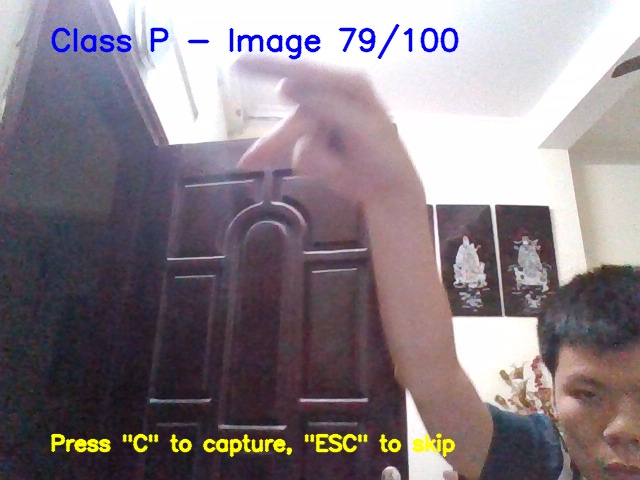 Class P - Image 79/100
Press "C" to capture, "ESC" to skip